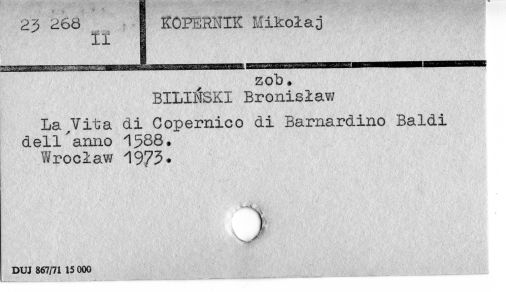 23 268
II
KOPERNIK Mikołaj
zob.
BILIŃSKI Bronisław
La Vita di Copernico di Barnardino Baldi
dell'anno 1588.
Wrocław 1973.
DUJ 867/71 15 000